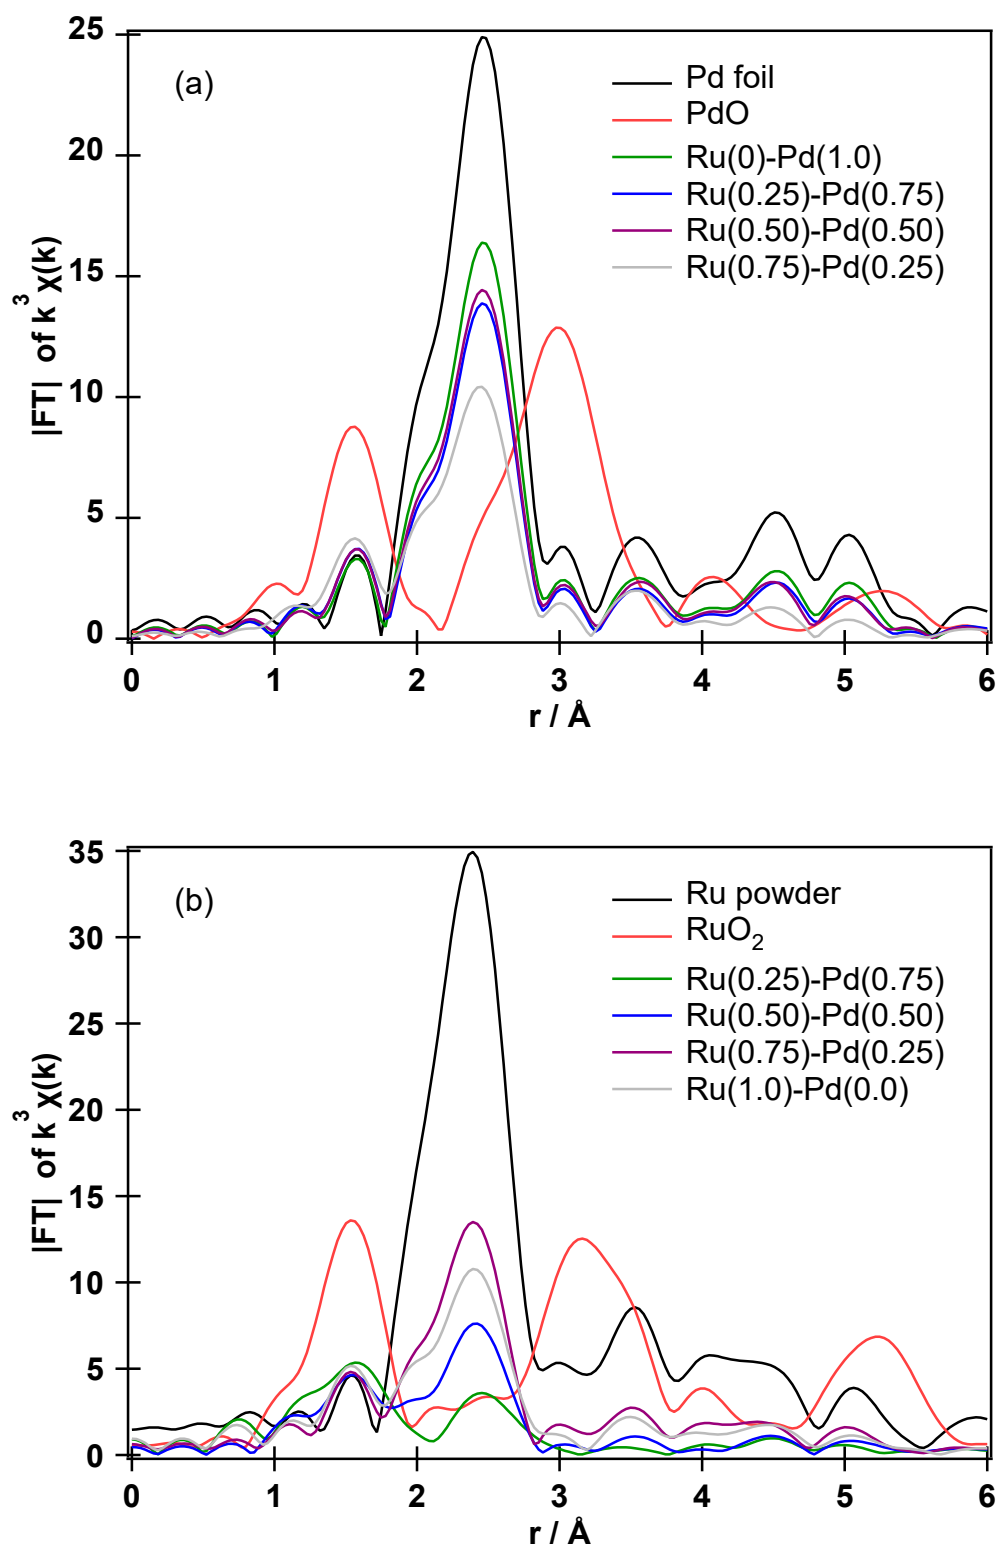 25
20
15
10
5
0
|FT| of k³ χ(k)
(a)
Pd foil
PdO
Ru(0)-Pd(1.0)
Ru(0.25)-Pd(0.75)
Ru(0.50)-Pd(0.50)
Ru(0.75)-Pd(0.25)
0 1 2 3 4 5 6
r / Å
35
30
25
20
15
10
5
0
|FT| of k³ χ(k)
(b)
Ru powder
RuO₂
Ru(0.25)-Pd(0.75)
Ru(0.50)-Pd(0.50)
Ru(0.75)-Pd(0.25)
Ru(1.0)-Pd(0.0)
0 1 2 3 4 5 6
r / Å